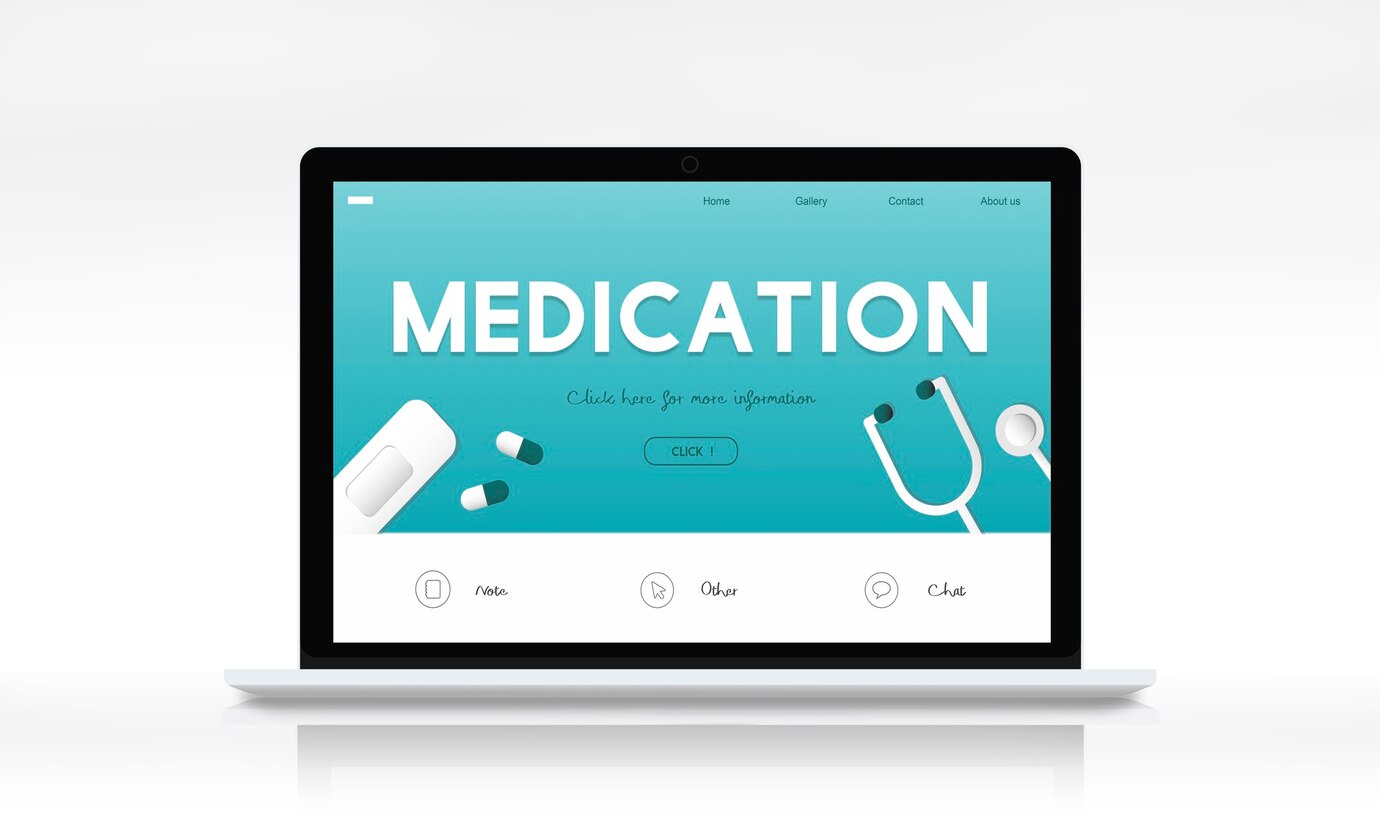 Home Gallery Contact About us
MEDICATION
Click here for more information
CLICK !
Note Other Chat